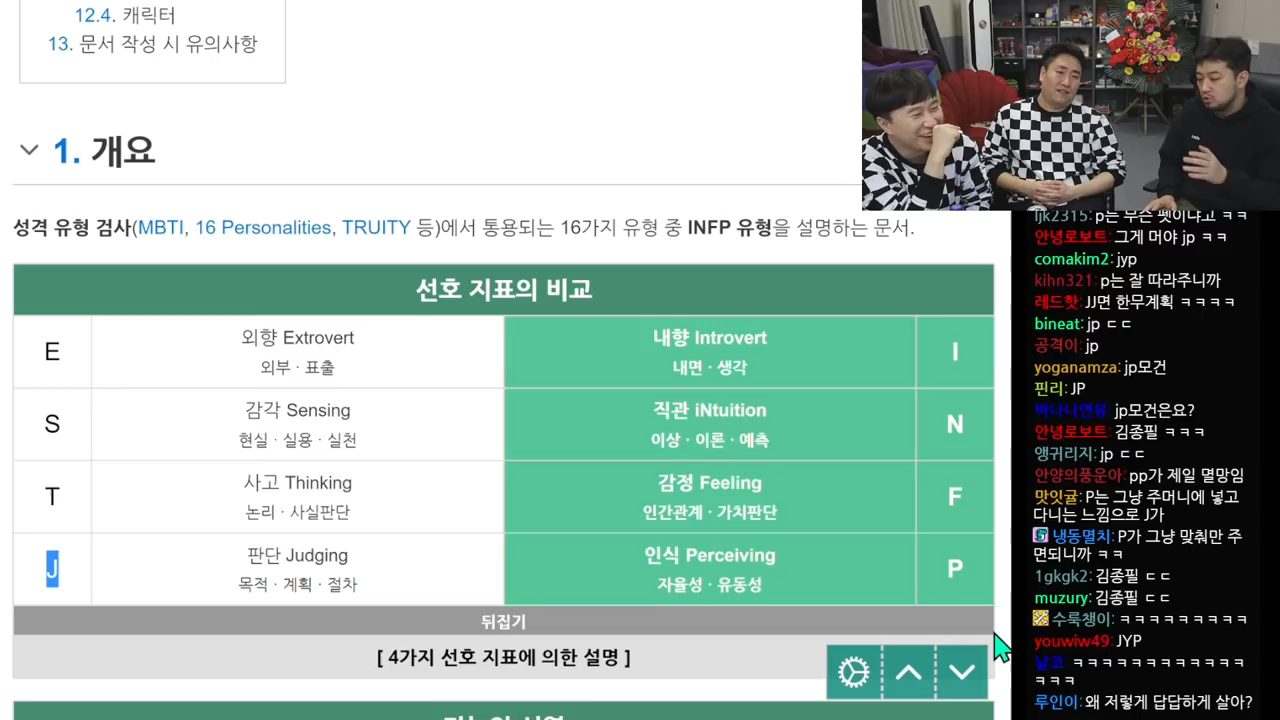 12.4. 캐릭터
13. 문서 작성 시 유의사항
1. 개요
성격 유형 검사(MBTI, 16 Personalities, TRUITY 등)에서 통용되는 16가지 유형 중 INFP 유형을 설명하는 문서.
선호 지표의 비교
E
외향 Extrovert
외부 · 표출
내향 Introvert
내면 · 생각
I
S
감각 Sensing
현실 · 실용 · 실천
직관 iNtuition
이상 · 이론 · 예측
N
T
사고 Thinking
논리 · 사실판단
감정 Feeling
인간관계 · 가치판단
F
J
판단 Judging
목적 · 계획 · 절차
인식 Perceiving
자율성 · 유동성
P
뒤집기
[ 4가지 선호 지표에 의한 설명 ]
ljk2315: p는 무슨 펫이냐고 ㅋㅋ
안녕로보트: 그게 머야 jp ㅋㅋ
comakim2: jyp
kihn321: p는 잘 따라주니까
레드핫: JJ면 한무계획 ㅋㅋㅋㅋ
bineat: jp ㄷㄷ
공격이: jp
yoganamza: jp모건
핀리: JP
바나나연유: jp모건은요?
안녕로보트: 김종필 ㅋㅋㅋ
앵귀리지: jp ㄷㄷ
안양의풍운아: pp가 제일 멸망임
맛잇귤: P는 그냥 주머니에 넣고
다니는 느낌으로 J가
냉동멸치: P가 그냥 맞춰만 주
면되니까 ㅋㅋ
1gkgk2: 김종필 ㄷㄷ
muzury: 김종필 ㄷㄷ
수룩챙이: ㅋㅋㅋㅋㅋㅋㅋㅋㅋ
youwiw49: JYP
날코: ㅋㅋㅋㅋㅋㅋㅋㅋㅋㅋㅋㅋ
ㅋㅋㅋ
루인이: 왜 저렇게 답답하게 살아?